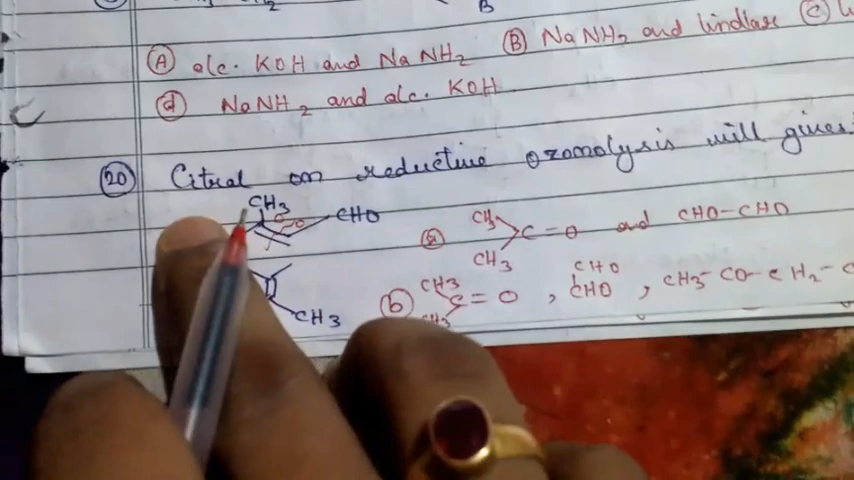 B
(A) alc. KOH and NaNH2 (B) NaNH2 and lindlar (C)
(d) NaNH2 and alc. KOH
(20) Citral on reductive ozonolysis will gives
CH3
O
O
CHO
CH3
(a) CH3 CH3 C=O and CHO-CHO
(b) CH3 CH3 C=O , CHO CHO , CH3-CO-CH2-C